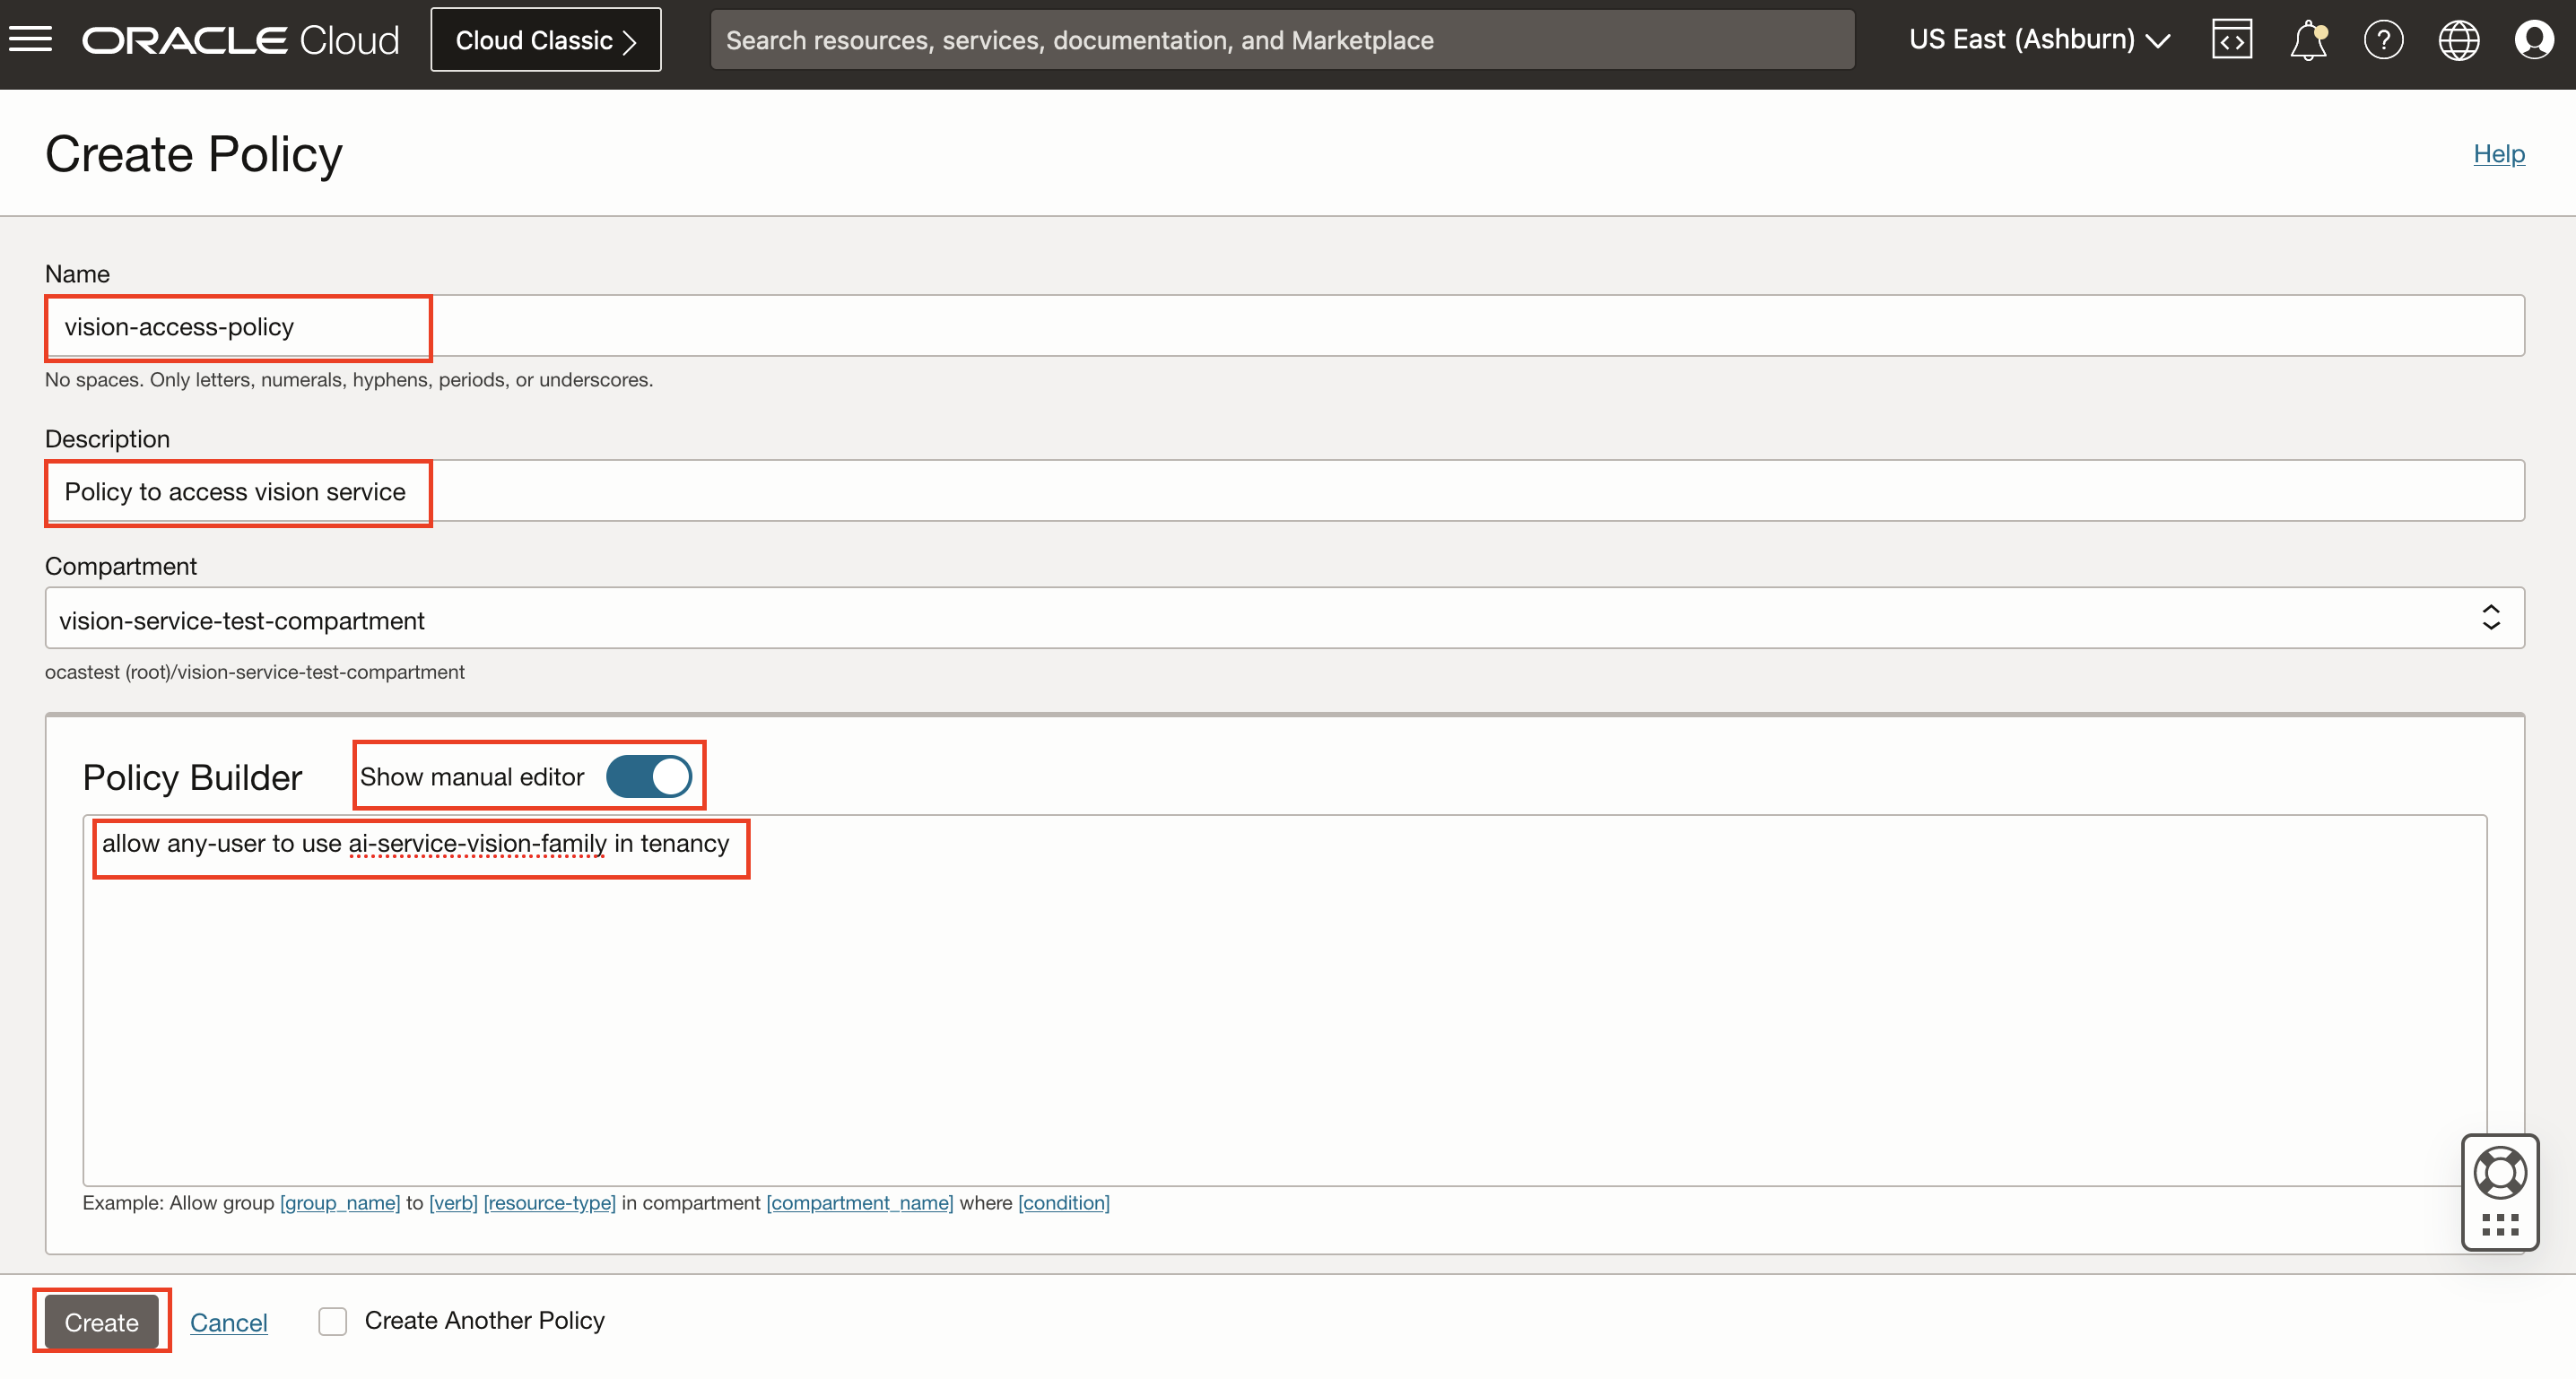 ORACLE Cloud
Cloud Classic
Search resources, services, documentation, and Marketplace
US East (Ashburn)
?
Create Policy
Help
Name
vision-access-policy
No spaces. Only letters, numerals, hyphens, periods, or underscores.
Description
Policy to access vision service
Compartment
vision-service-test-compartment
ocastest (root)/vision-service-test-compartment
Policy Builder
Show manual editor
allow any-user to use ai-service-vision-family in tenancy
Example: Allow group [group_name] to [verb] [resource-type] in compartment [compartment_name] where [condition]
Create
Cancel
Create Another Policy